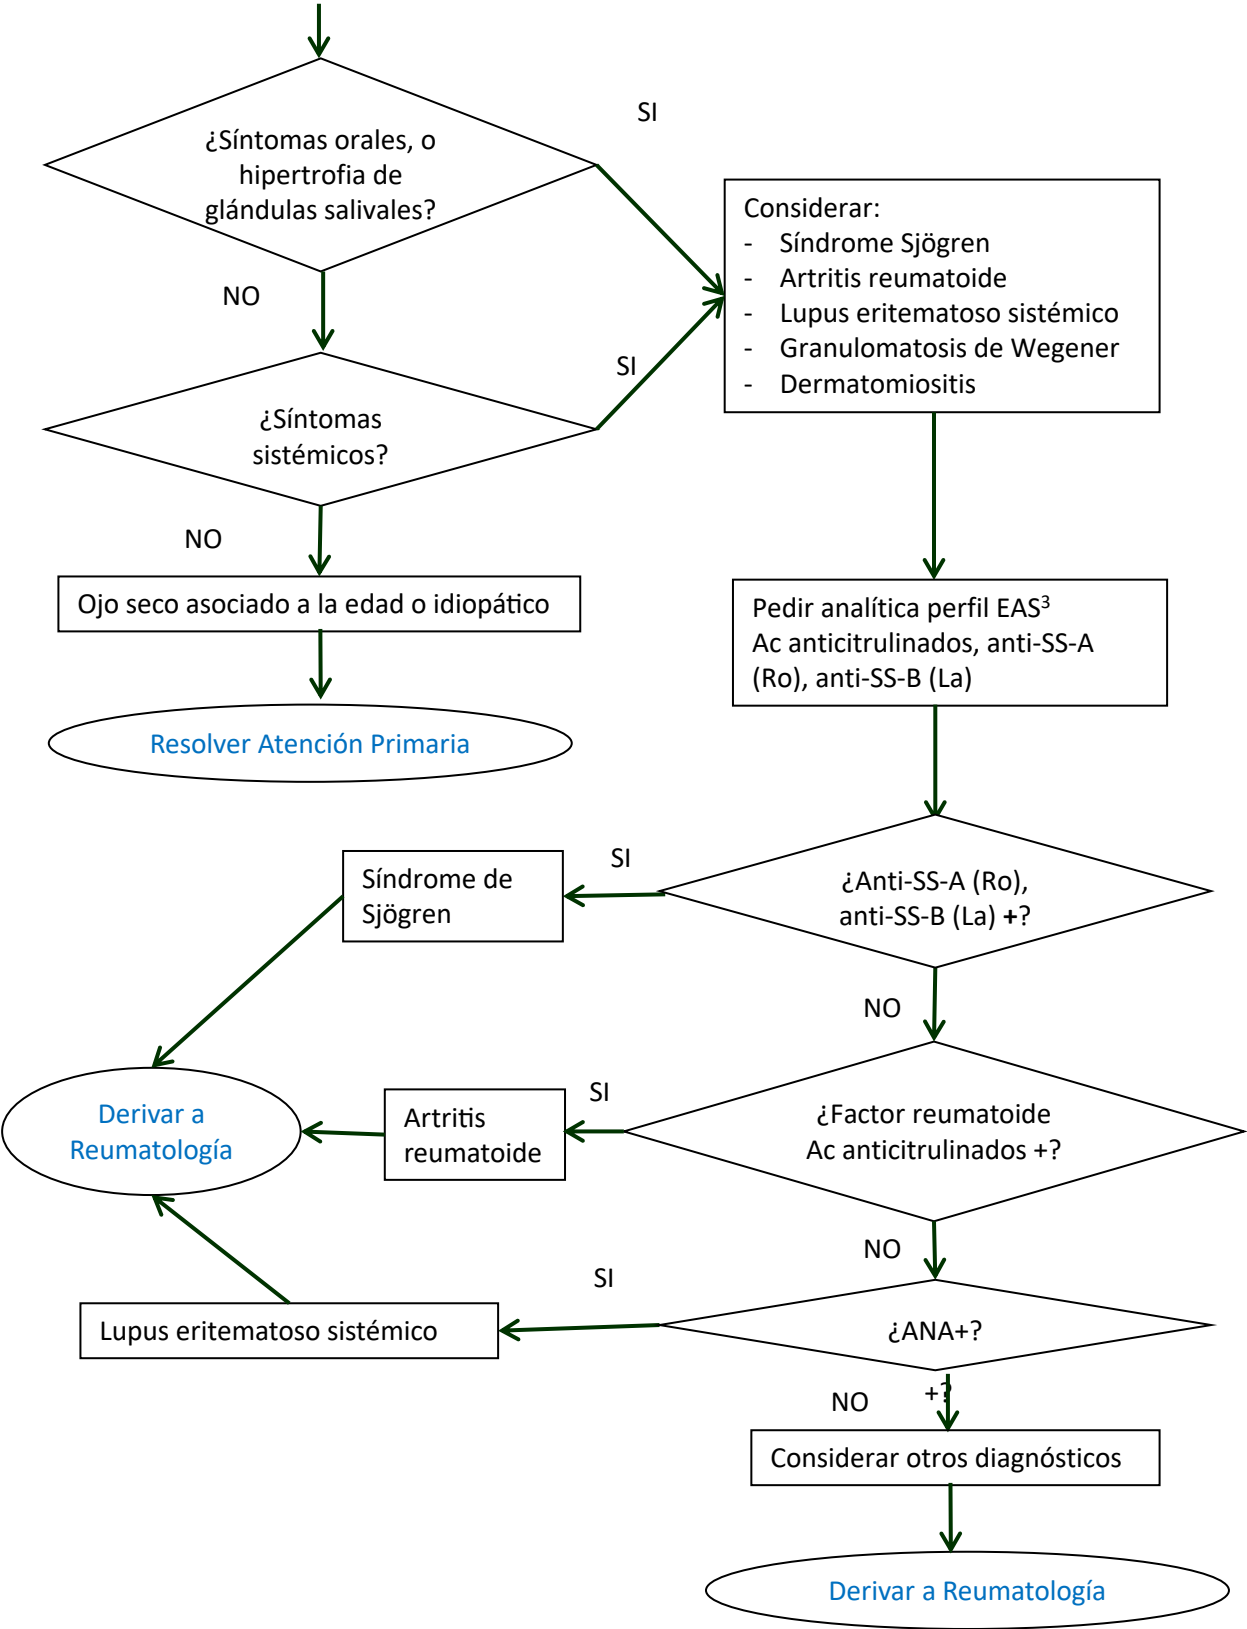 SI
¿Síntomas orales, o
hipertrofia de
glándulas salivales?
Considerar:
- Síndrome Sjögren
- Artritis reumatoide
- Lupus eritematoso sistémico
- Granulomatosis de Wegener
- Dermatomiositis
NO
SI
¿Síntomas
sistémicos?
NO
Ojo seco asociado a la edad o idiopático
Pedir analítica perfil EAS³
Ac anticitrulinados, anti-SS-A
(Ro), anti-SS-B (La)
Resolver Atención Primaria
SI
Síndrome de
Sjögren
¿Anti-SS-A (Ro),
anti-SS-B (La) +?
NO
SI
Derivar a
Reumatología
Artritis
reumatoide
¿Factor reumatoide
Ac anticitrulinados +?
NO
SI
Lupus eritematoso sistémico
¿ANA+?
+?
NO
Considerar otros diagnósticos
Derivar a Reumatología